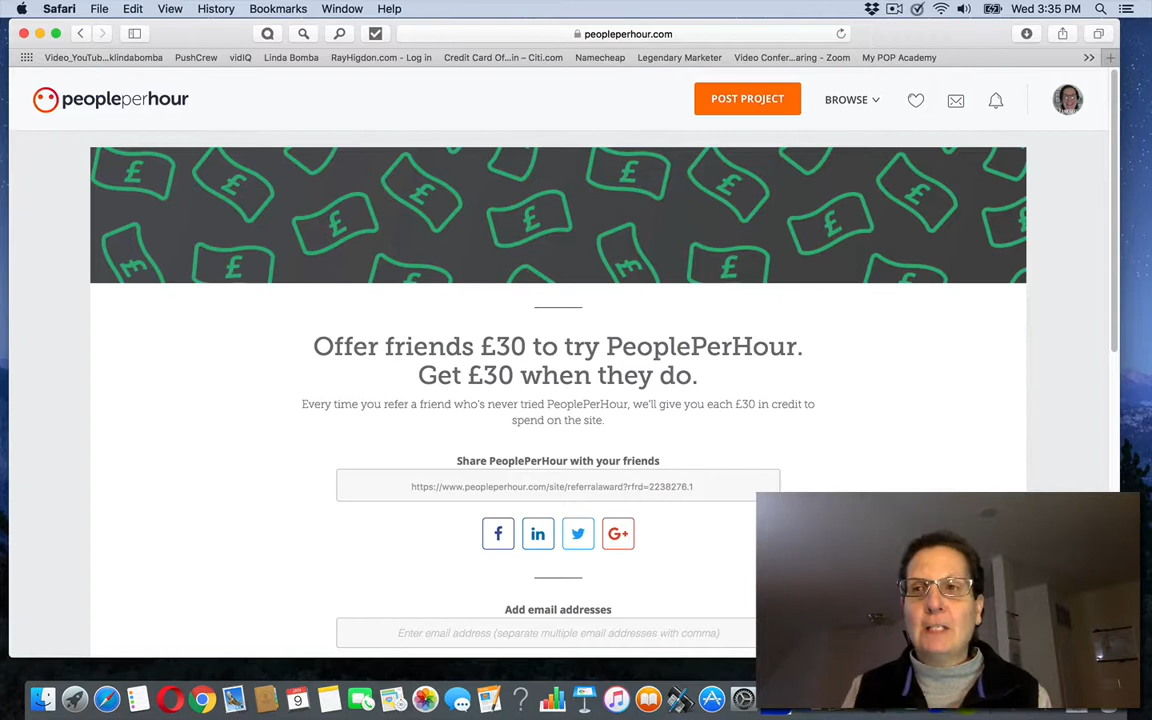 Safari File Edit View History Bookmarks Window Help Wed 3:35 PM
peopleperhour.com
Video_YouTub...klindabomba PushCrew vidIQ Linda Bomba RayHigdon.com - Log in Credit Card Of...in – Citi.com Namecheap Legendary Marketer Video Confer...aring - Zoom My POP Academy
peopleperhour POST PROJECT BROWSE
£ £ £ £ £ £ £ £ £ £ £ £ £ £
Offer friends £30 to try PeoplePerHour.
Get £30 when they do.
Every time you refer a friend who's never tried PeoplePerHour, we'll give you each £30 in credit to
spend on the site.
Share PeoplePerHour with your friends
https://www.peopleperhour.com/site/referralaward?rfrd=2238276.1
f in G+
Add email addresses
Enter email address (separate multiple email addresses with comma)
9